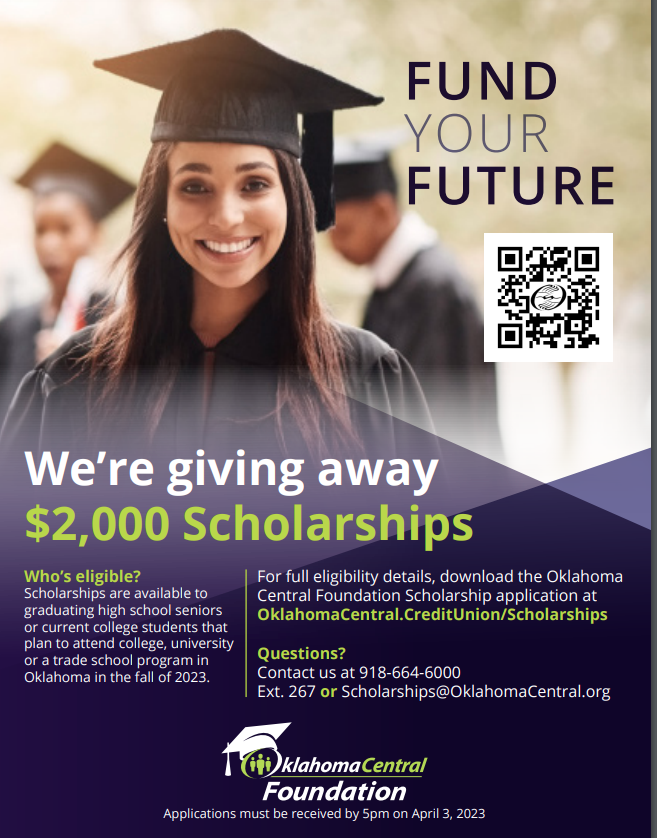 FUND
YOUR
FUTURE
We’re giving away
$2,000 Scholarships
Who’s eligible?
Scholarships are available to
graduating high school seniors
or current college students that
plan to attend college, university
or a trade school program in
Oklahoma in the fall of 2023.
For full eligibility details, download the Oklahoma
Central Foundation Scholarship application at
OklahomaCentral.CreditUnion/Scholarships
Questions?
Contact us at 918-664-6000
Ext. 267 or Scholarships@OklahomaCentral.org
OklahomaCentral
Foundation
Applications must be received by 5pm on April 3, 2023